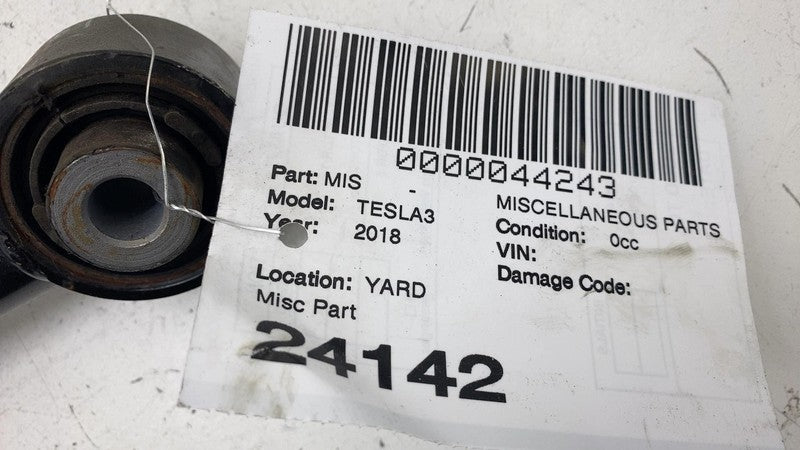 0000044243
Part: MIS - MISCELLANEOUS PARTS
Model: TESLA3 Condition: 0cc
Year: 2018 VIN:
Damage Code:
Location: YARD
Misc Part
24142